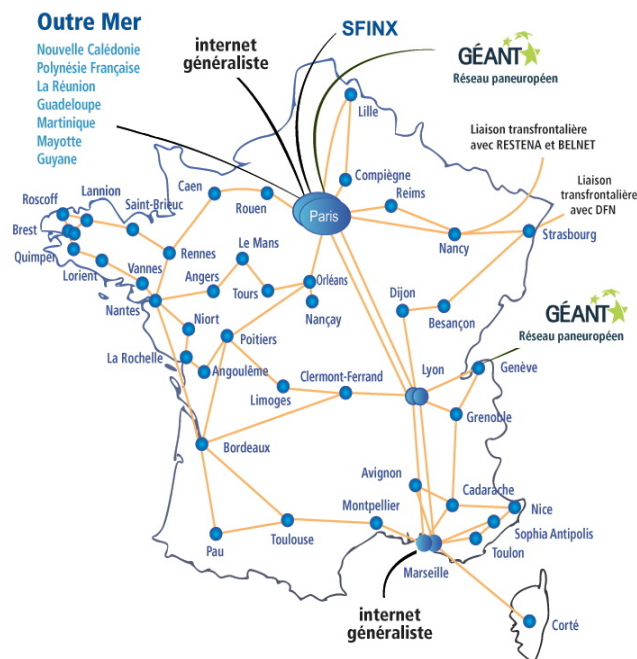 Outre Mer
Nouvelle Calédonie
Polynésie Française
La Réunion
Guadeloupe
Martinique
Mayotte
Guyane
internet
généraliste
SFINX
GÉANT
Réseau paneuropéen
Liaison transfrontalière
avec RESTENA et BELNET
Liaison
transfrontalière
avec DFN
Lille
Compiègne
Reims
Paris
Caen
Rouen
Roscoff
Lannion
Saint-Brieuc
Brest
Quimper
Lorient
Vannes
Rennes
Nantes
Le Mans
Angers
Tours
Orléans
Nançay
Nancy
Strasbourg
Dijon
Besançon
GÉANT
Réseau paneuropéen
Niort
La Rochelle
Poitiers
Angoulême
Limoges
Clermont-Ferrand
Lyon
Genève
Grenoble
Bordeaux
Avignon
Cadarache
Nice
Sophia Antipolis
Toulon
Montpellier
Toulouse
Pau
Marseille
internet
généraliste
Corté